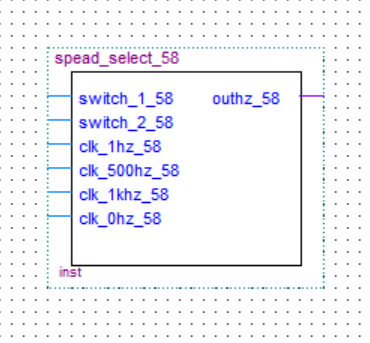 spead_select_58
switch_1_58 outhz_58
switch_2_58
clk_1hz_58
clk_500hz_58
clk_1khz_58
clk_0hz_58
inst